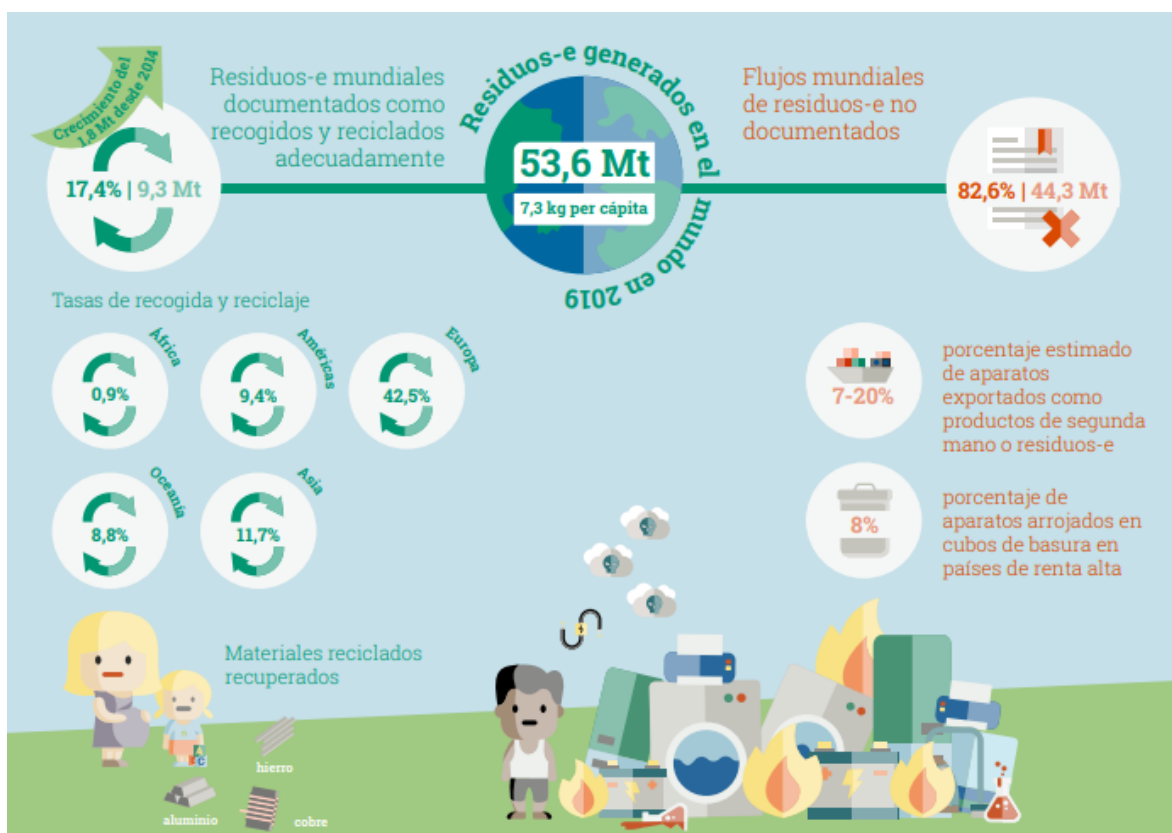 Crecimiento del
1,8 Mt desde 2014
17,4% | 9,3 Mt
Residuos-e mundiales
documentados como
recogidos y reciclados
adecuadamente
Residuos-e generados en el mundo en 2019
53,6 Mt
7,3 kg per cápita
Flujos mundiales
de residuos-e no
documentados
82,6% | 44,3 Mt
Tasas de recogida y reciclaje
África
0,9%
Américas
9,4%
Europa
42,5%
Oceanía
8,8%
Asia
11,7%
7-20%
porcentaje estimado
de aparatos
exportados como
productos de segunda
mano o residuos-e
8%
porcentaje de
aparatos arrojados en
cubos de basura en
países de renta alta
Materiales reciclados
recuperados
hierro
aluminio
cobre